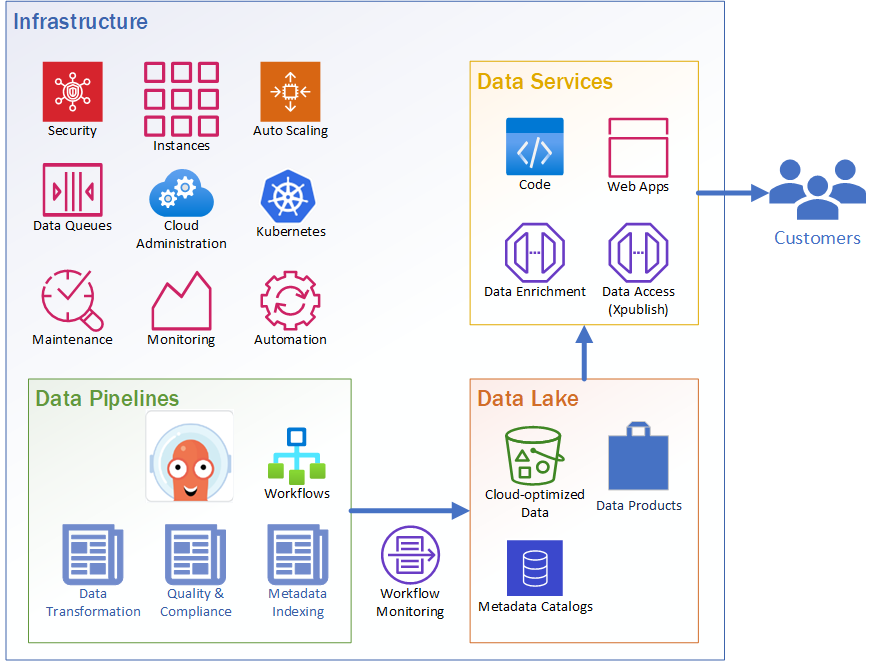 Infrastructure
Security
Instances
Auto Scaling
Data Queues
Cloud
Administration
Kubernetes
Maintenance
Monitoring
Automation
Data Services
Code
Web Apps
Data Enrichment
Data Access
(Xpublish)
Customers
Data Pipelines
Workflows
Data
Transformation
Quality &
Compliance
Metadata
Indexing
Workflow
Monitoring
Data Lake
Cloud-optimized
Data
Data Products
Metadata Catalogs